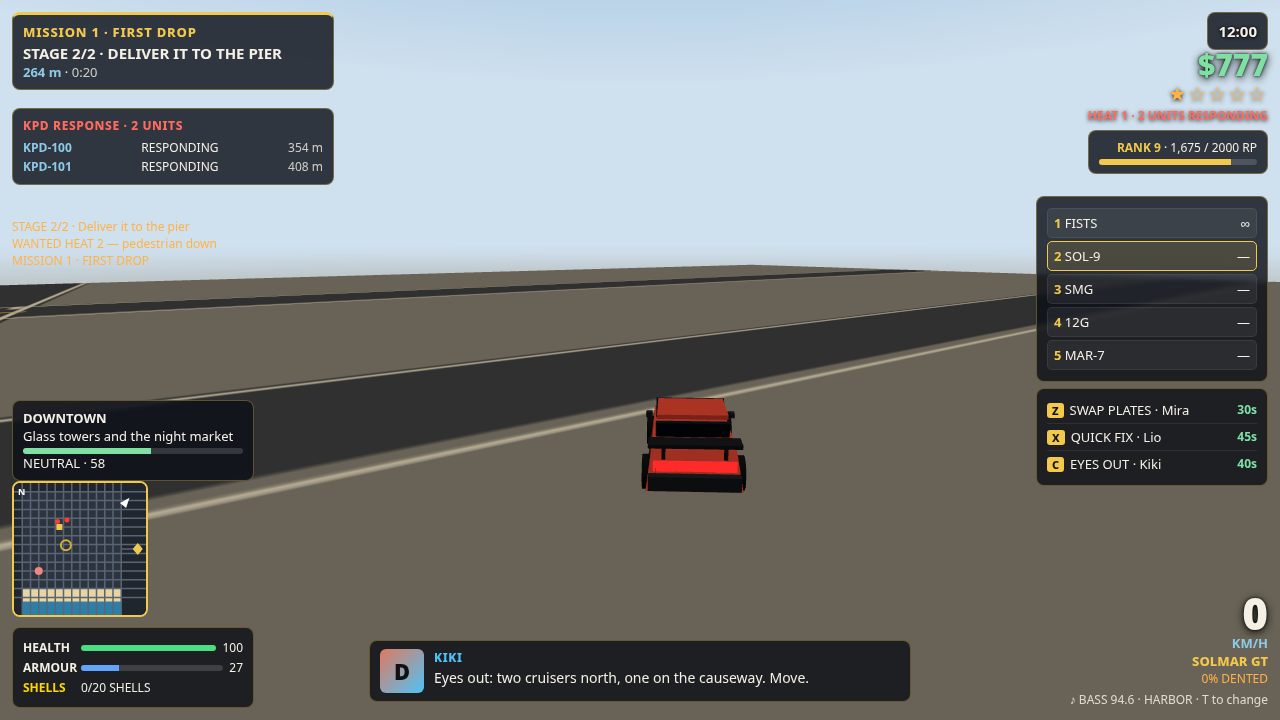 MISSION 1 · FIRST DROP
STAGE 2/2 · DELIVER IT TO THE PIER
264 m · 0:20
KPD RESPONSE · 2 UNITS
KPD-100 RESPONDING 354 m
KPD-101 RESPONDING 408 m
STAGE 2/2 · Deliver it to the pier
WANTED HEAT 2 — pedestrian down
MISSION 1 · FIRST DROP
12:00
$777
HEAT 1 · 2 UNITS RESPONDING
RANK 9 · 1,675 / 2000 RP
1 FISTS ∞
2 SOL-9 —
3 SMG —
4 12G —
5 MAR-7 —
Z SWAP PLATES · Mira 30s
X QUICK FIX · Lio 45s
C EYES OUT · Kiki 40s
DOWNTOWN
Glass towers and the night market
NEUTRAL · 58
N
HEALTH 100
ARMOUR 27
SHELLS 0/20 SHELLS
D
KIKI
Eyes out: two cruisers north, one on the causeway. Move.
0
KM/H
SOLMAR GT
0% DENTED
♪ BASS 94.6 · HARBOR · T to change